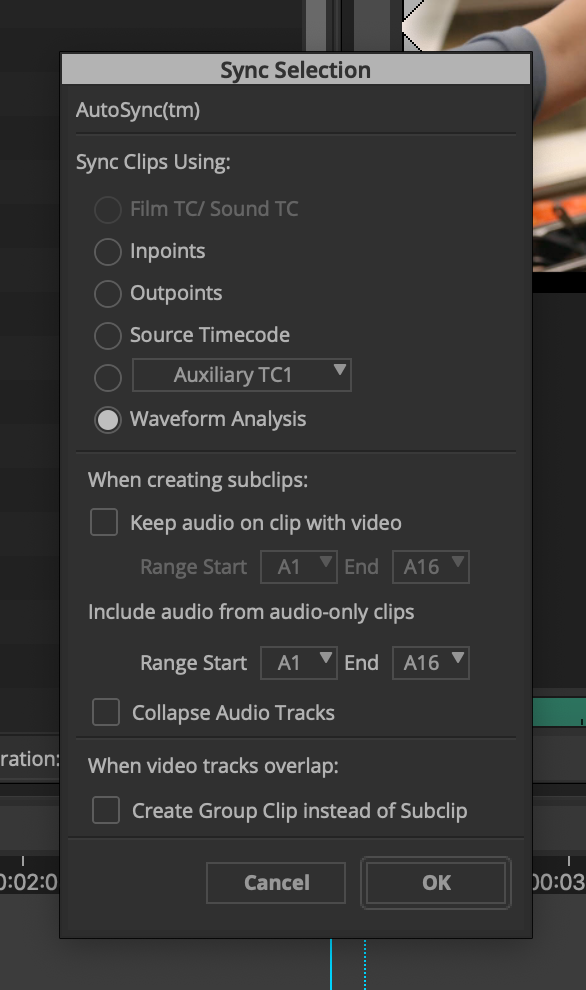 Sync Selection
AutoSync(tm)
Sync Clips Using:
Film TC/ Sound TC
Inpoints
Outpoints
Source Timecode
Auxiliary TC1
Waveform Analysis
When creating subclips:
Keep audio on clip with video
Range Start A1 End A16
Include audio from audio-only clips
Range Start A1 End A16
Collapse Audio Tracks
ration:
When video tracks overlap:
Create Group Clip instead of Subclip
0:02:0 Cancel OK 00:03